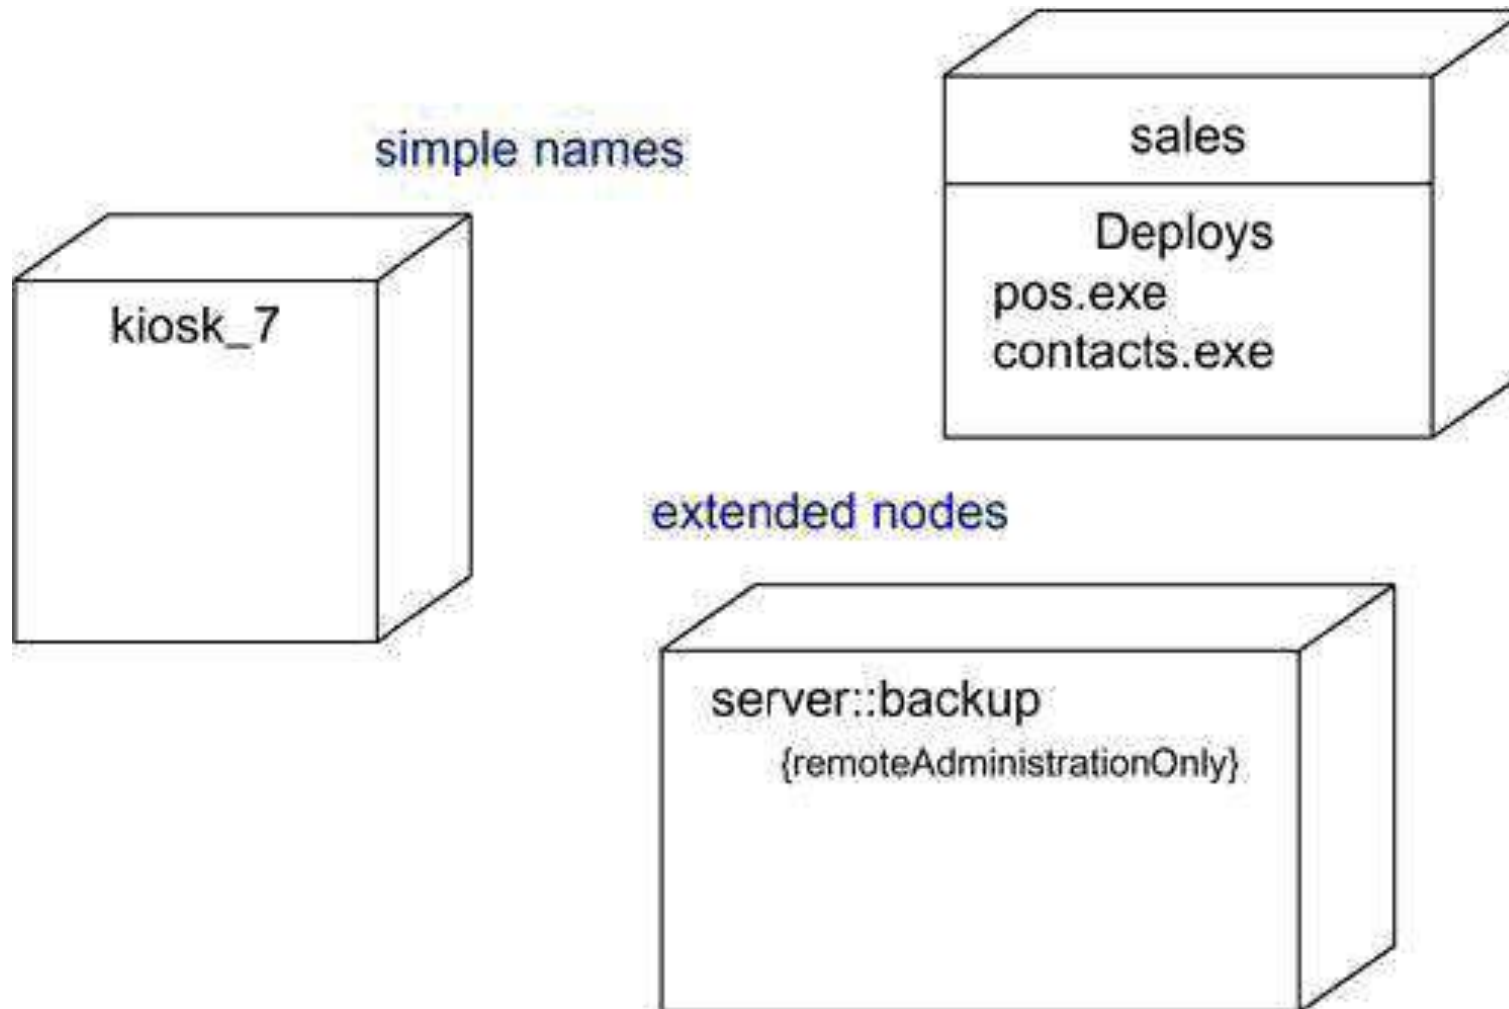 simple names
kiosk_7
sales
Deploys
pos.exe
contacts.exe
extended nodes
server::backup
{remoteAdministrationOnly}